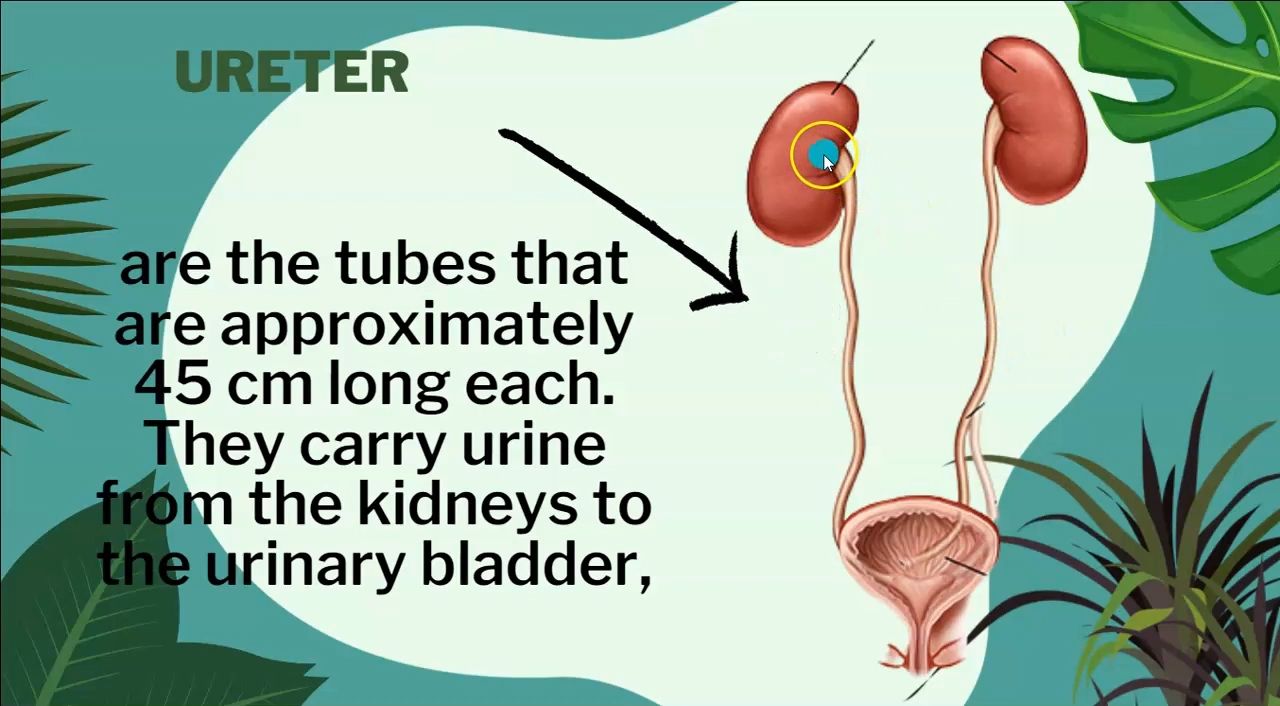 URETER
are the tubes that
are approximately
45 cm long each.
They carry urine
from the kidneys to
the urinary bladder,